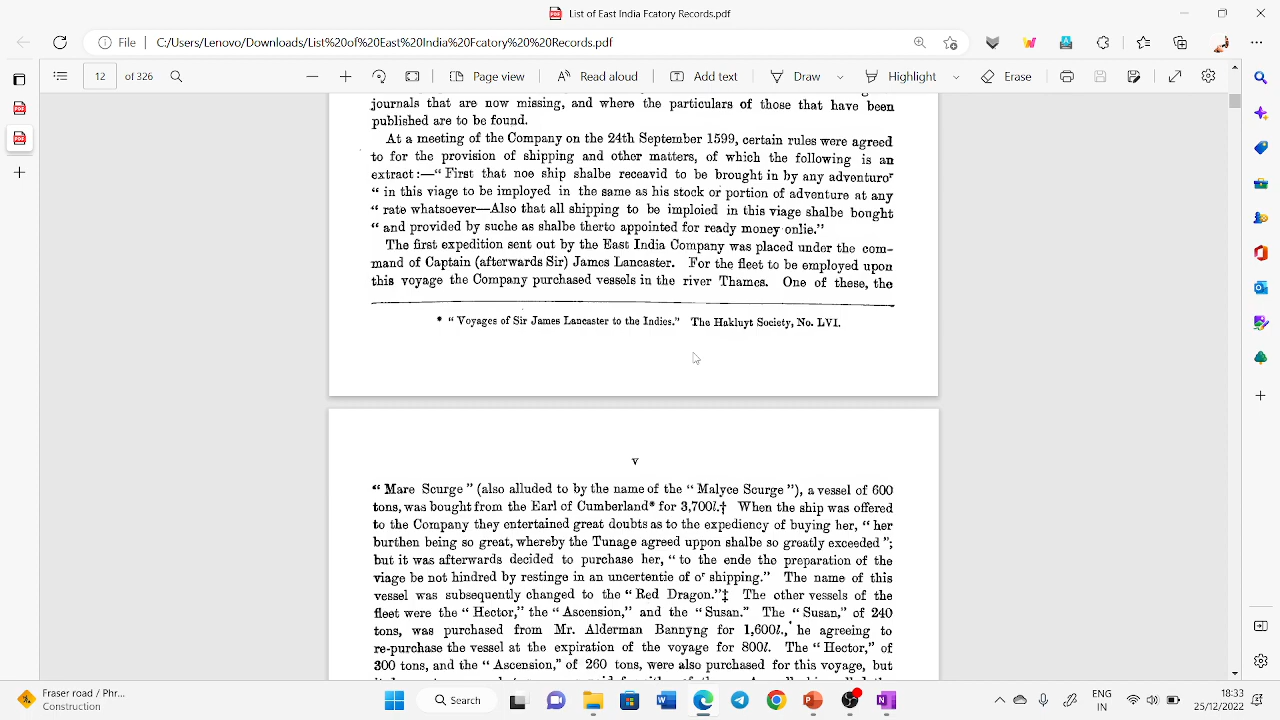 List of East India Fcatory Records.pdf
File C:/Users/Lenovo/Downloads/List%20of%20East%20India%20Fcatory%20%20Records.pdf
12 of 326 Page view Read aloud Add text Draw Highlight Erase
journals that are now missing, and where the particulars of those that have been
published are to be found.
At a meeting of the Company on the 24th September 1599, certain rules were agreed
to for the provision of shipping and other matters, of which the following is an
extract :—“ First that noe ship shalbe receavid to be brought in by any adventuroʳ
“ in this viage to be imployed in the same as his stock or portion of adventure at any
“ rate whatsoever—Also that all shipping to be imploied in this viage shalbe bought
“ and provided by suche as shalbe therto appointed for ready money onlie.”
The first expedition sent out by the East India Company was placed under the com-
mand of Captain (afterwards Sir) James Lancaster. For the fleet to be employed upon
this voyage the Company purchased vessels in the river Thames. One of these, the
* “ Voyages of Sir James Lancaster to the Indies.” The Hakluyt Society, No. LVI.
v
“ Mare Scurge ” (also alluded to by the name of the “ Malyce Scurge ”), a vessel of 600
tons, was bought from the Earl of Cumberland* for 3,700l.† When the ship was offered
to the Company they entertained great doubts as to the expediency of buying her, “ her
burthen being so great, whereby the Tunage agreed uppon shalbe so greatly exceeded ”;
but it was afterwards decided to purchase her, “ to the ende the preparation of the
viage be not hindred by restinge in an uncertentie of oʳ shipping.” The name of this
vessel was subsequently changed to the “ Red Dragon.”‡ The other vessels of the
fleet were the “ Hector,” the “ Ascension,” and the “ Susan.” The “ Susan,” of 240
tons, was purchased from Mr. Alderman Bannyng for 1,600l., he agreeing to
re-purchase the vessel at the expiration of the voyage for 800l. The “ Hector,” of
300 tons, and the “ Ascension,” of 260 tons, were also purchased for this voyage, but
Fraser road / Phr...
Construction
Search
ENG
IN
18:33
25/12/2022